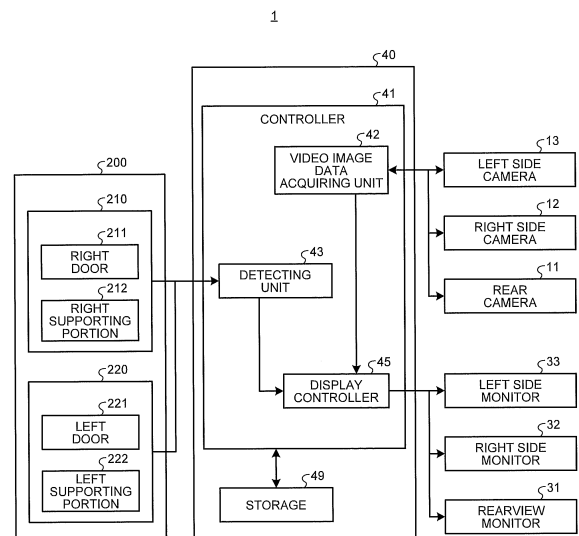 1
40
41
CONTROLLER
42
VIDEO IMAGE
DATA
ACQUIRING UNIT
13
LEFT SIDE
CAMERA
12
RIGHT SIDE
CAMERA
11
REAR
CAMERA
200
210
211
RIGHT
DOOR
212
RIGHT
SUPPORTING
PORTION
43
DETECTING
UNIT
220
221
LEFT
DOOR
222
LEFT
SUPPORTING
PORTION
45
DISPLAY
CONTROLLER
33
LEFT SIDE
MONITOR
32
RIGHT SIDE
MONITOR
31
REARVIEW
MONITOR
49
STORAGE